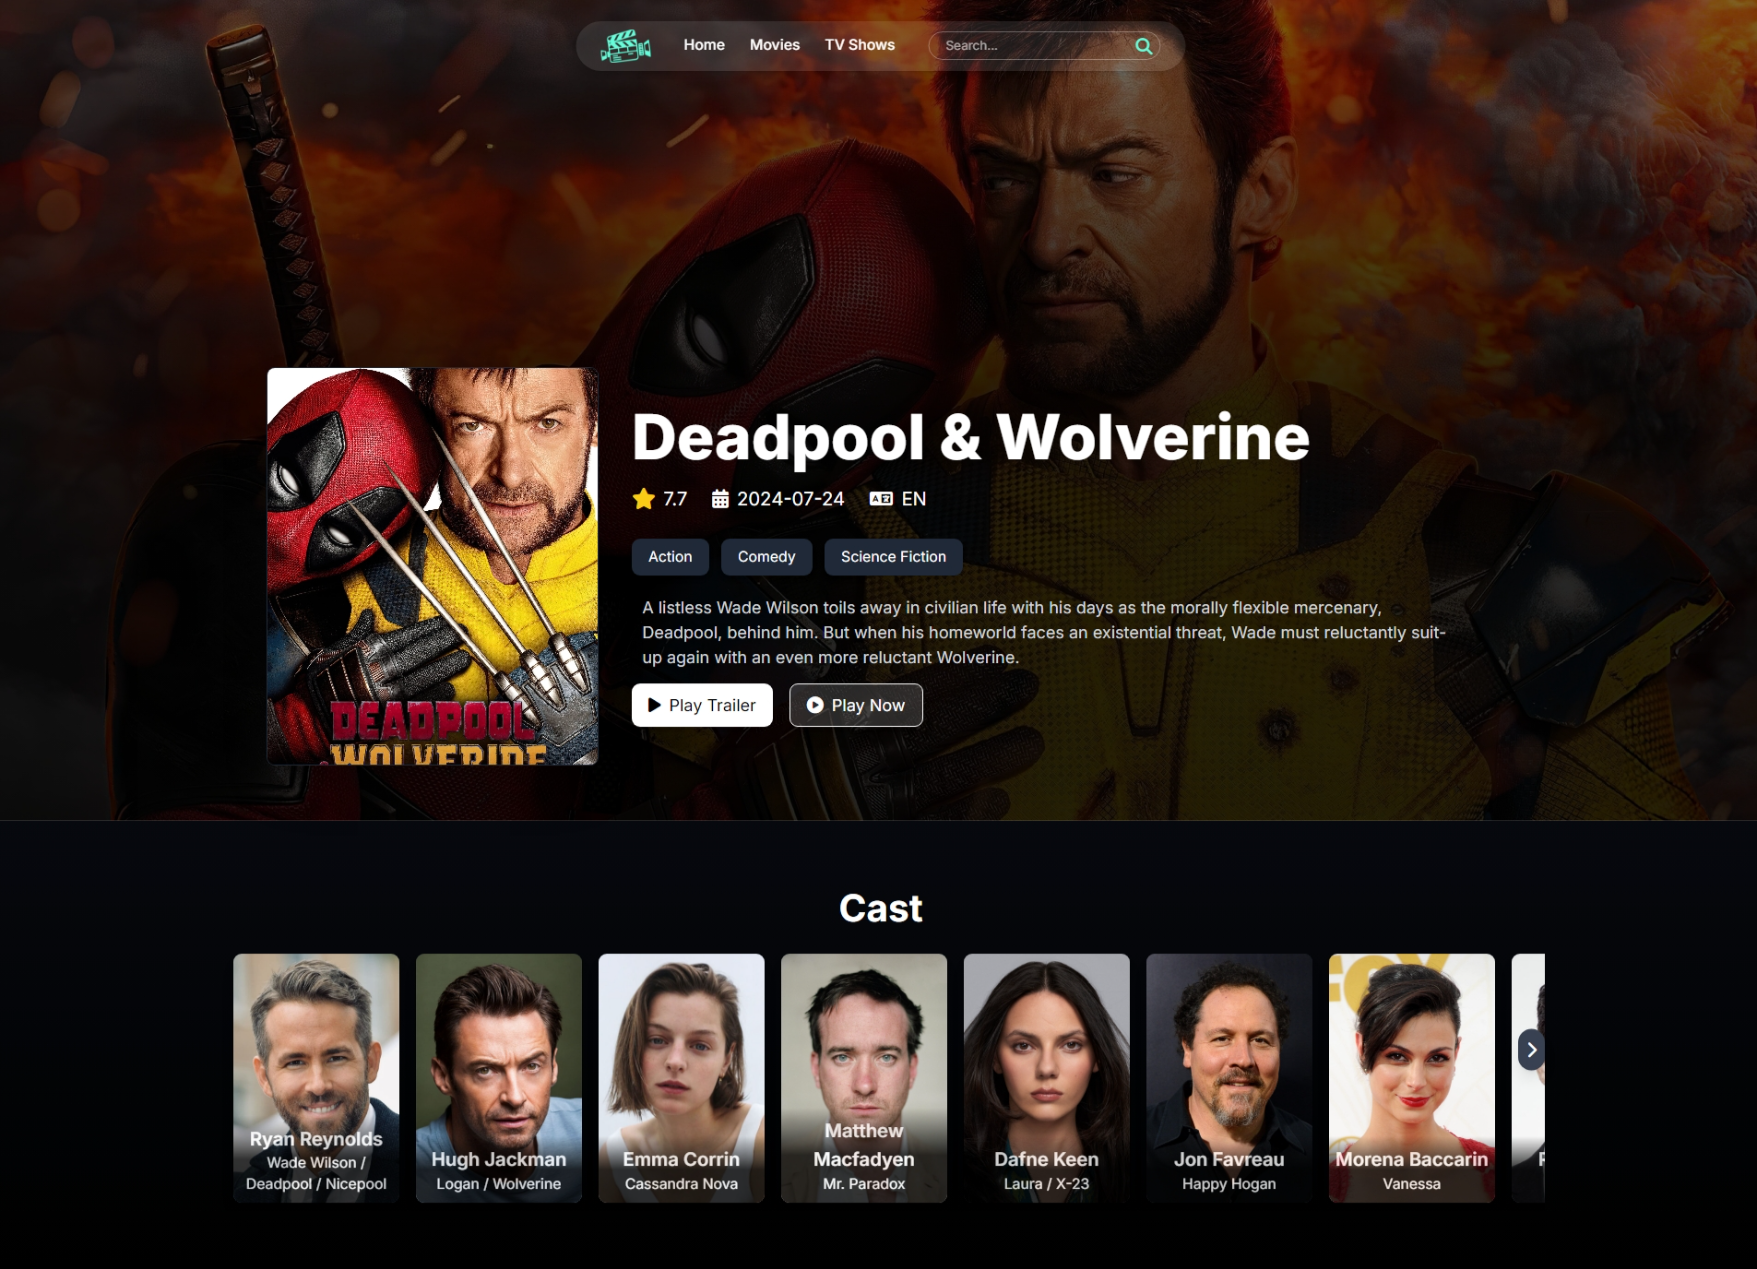 Home Movies TV Shows Search...
Deadpool & Wolverine
7.7 2024-07-24 EN
Action Comedy Science Fiction
A listless Wade Wilson toils away in civilian life with his days as the morally flexible mercenary,
Deadpool, behind him. But when his homeworld faces an existential threat, Wade must reluctantly suit-
up again with an even more reluctant Wolverine.
Play Trailer Play Now
DEADPOOL
WOLVERINE
Cast
Ryan Reynolds
Wade Wilson /
Deadpool / Nicepool
Hugh Jackman
Logan / Wolverine
Emma Corrin
Cassandra Nova
Matthew
Macfadyen
Mr. Paradox
Dafne Keen
Laura / X-23
Jon Favreau
Happy Hogan
Morena Baccarin
Vanessa